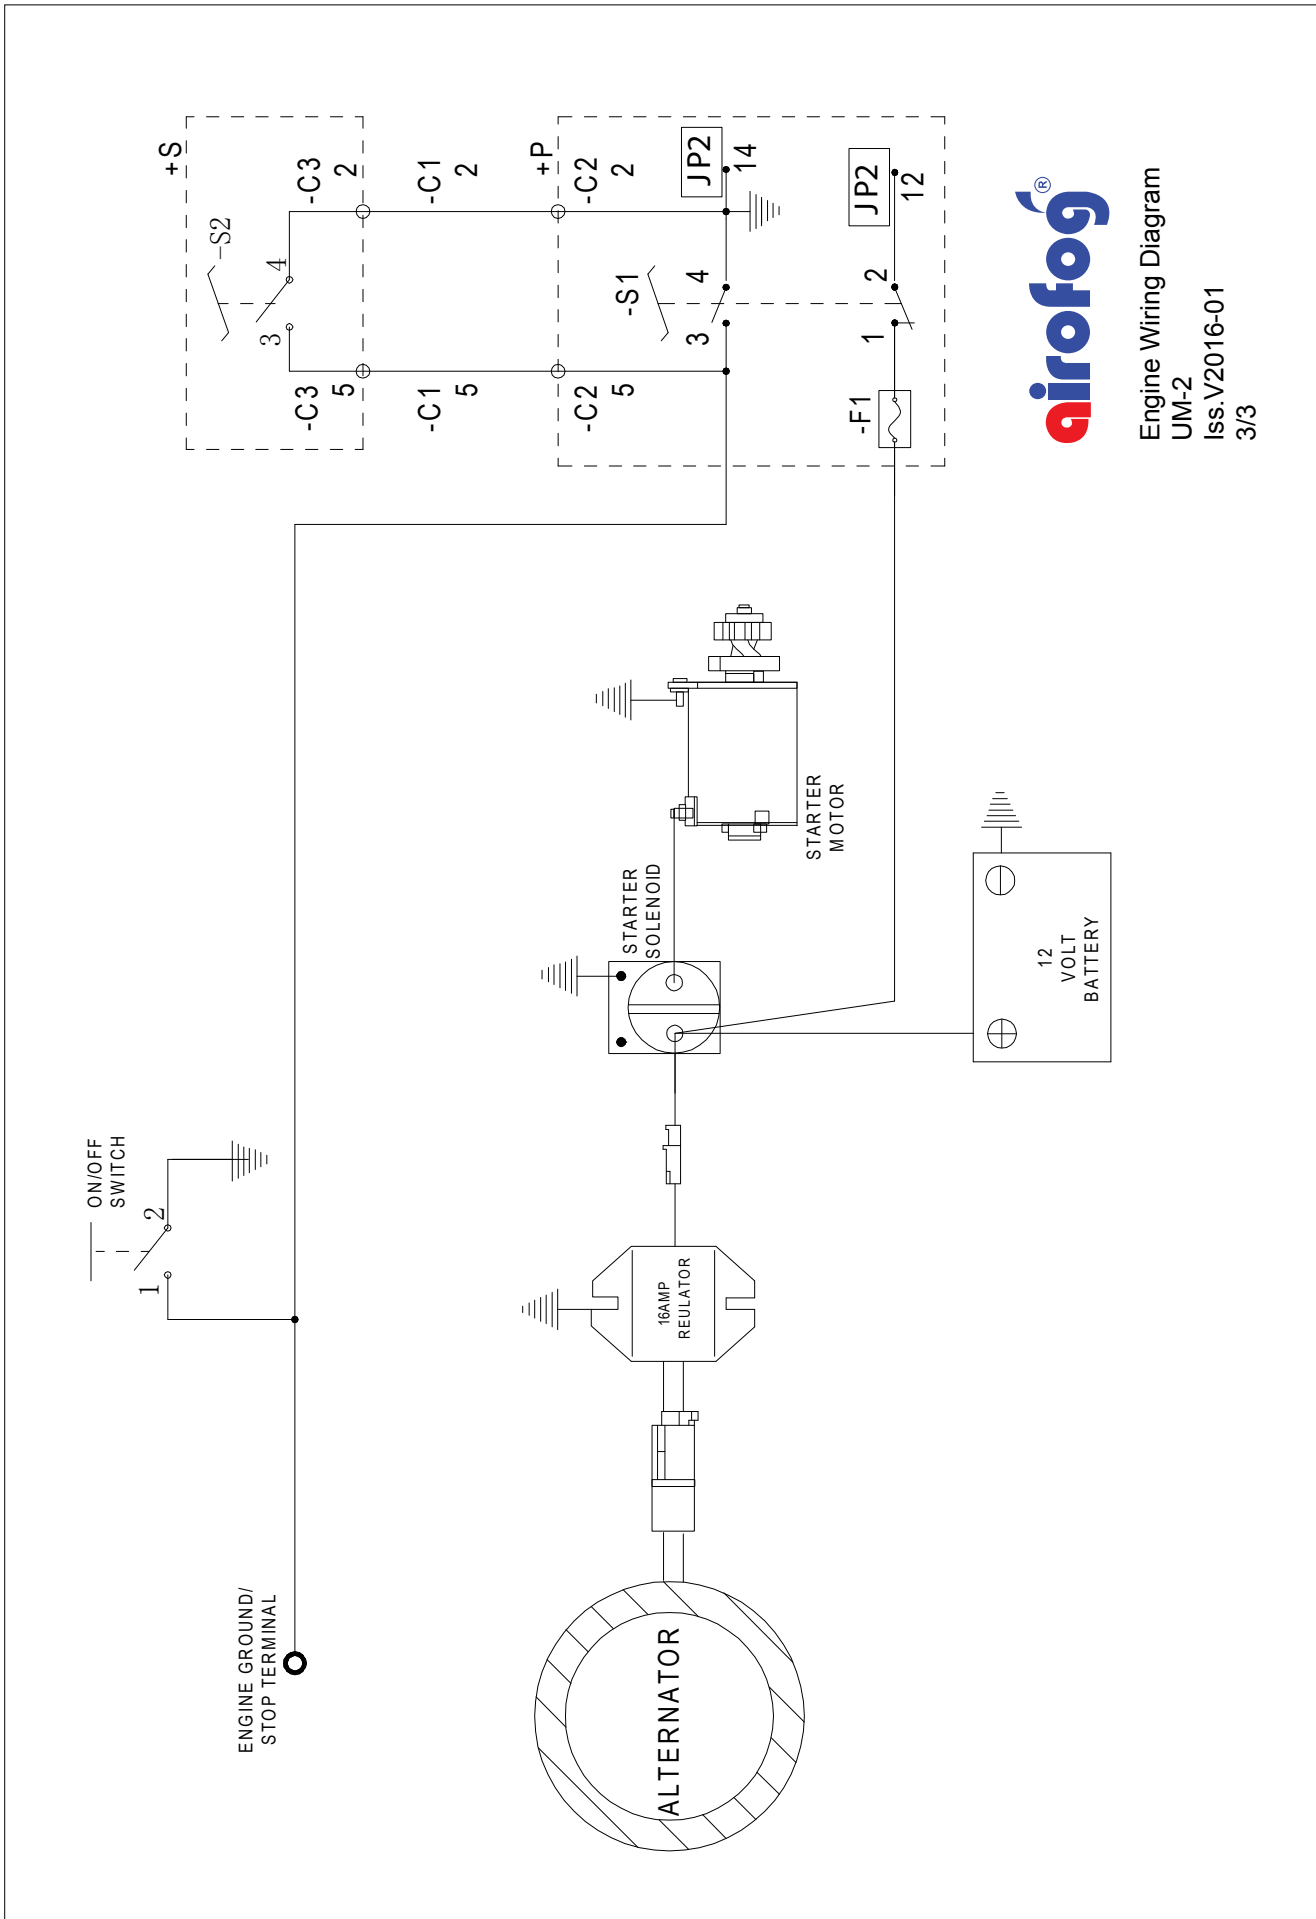 ENGINE GROUND/
STOP TERMINAL
ON/OFF
SWITCH
1
2
+S
-S2
3
4
-C3
5
-C3
2
-C1
5
-C1
2
+P
-C2
5
-C2
2
JP2
14
-S1
3
4
JP2
12
1
2
-F1
ALTERNATOR
16AMP
REULATOR
STARTER
SOLENOID
STARTER
MOTOR
12
VOLT
BATTERY
airofog®
Engine Wiring Diagram
UM-2
Iss.V2016-01
3/3